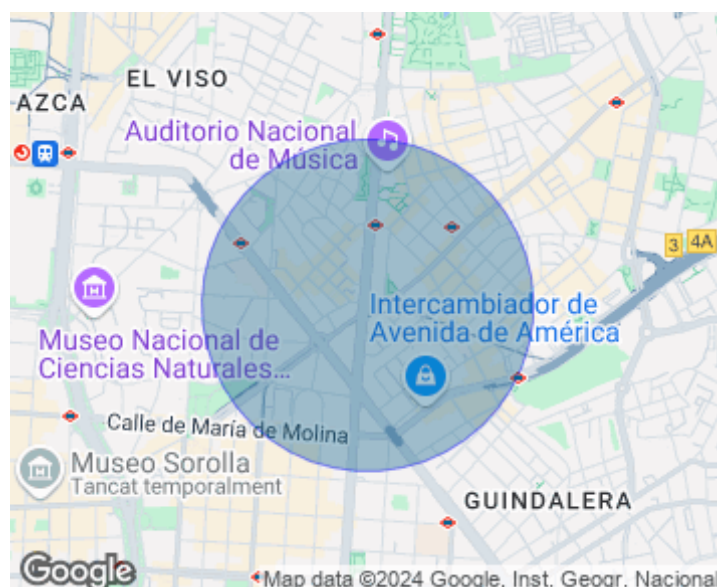 EL VISO
AZCA
Auditorio Nacional
de Música
3
4A
Intercambiador de
Avenida de América
Museo Nacional de
Ciencias Naturales...
Calle de María de Molina
Museo Sorolla
Tancat temporalment
GUINDALERA
Google
Map data ©2024 Google, Inst. Geogr. Nacional